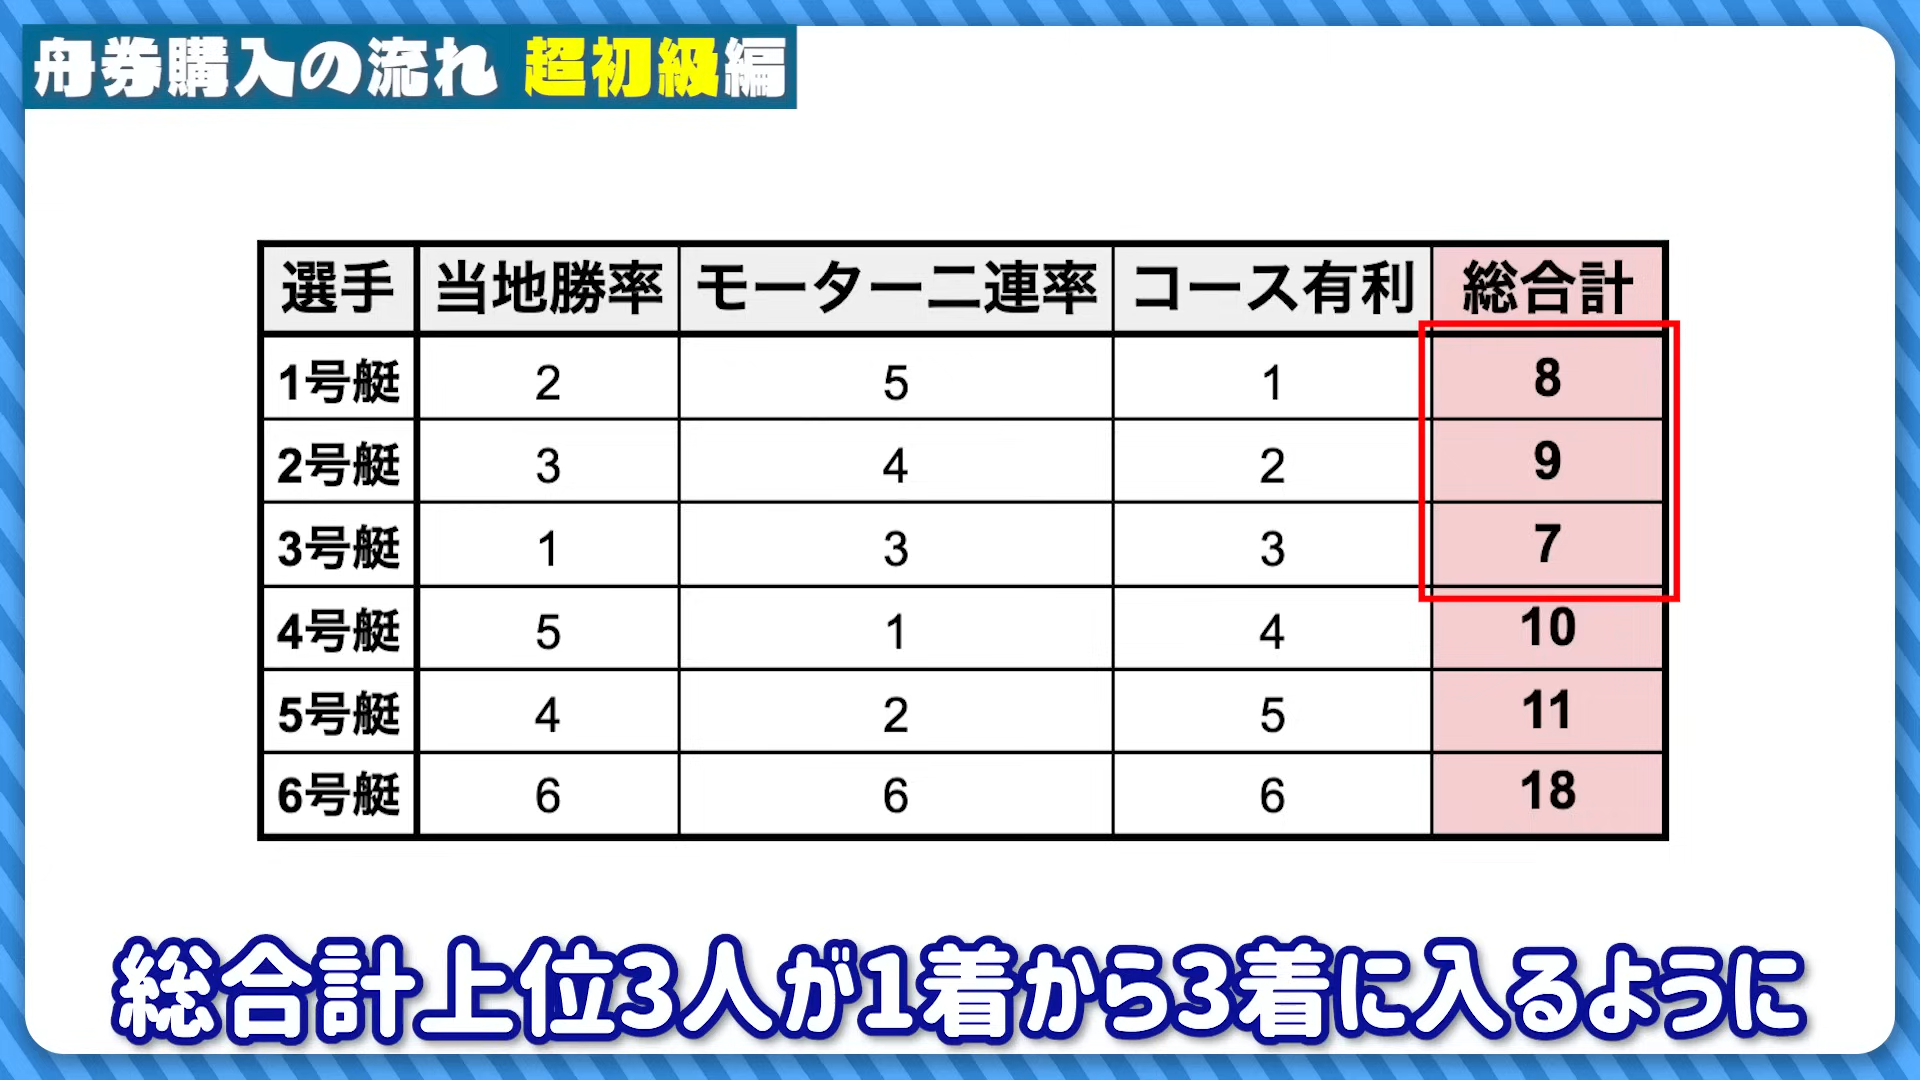 舟券購入の流れ 超初級編
選手 当地勝率 モーター二連率 コース有利 総合計
1号艇 2 5 1 8
2号艇 3 4 2 9
3号艇 1 3 3 7
4号艇 5 1 4 10
5号艇 4 2 5 11
6号艇 6 6 6 18
総合計上位3人が1着から3着に入るように